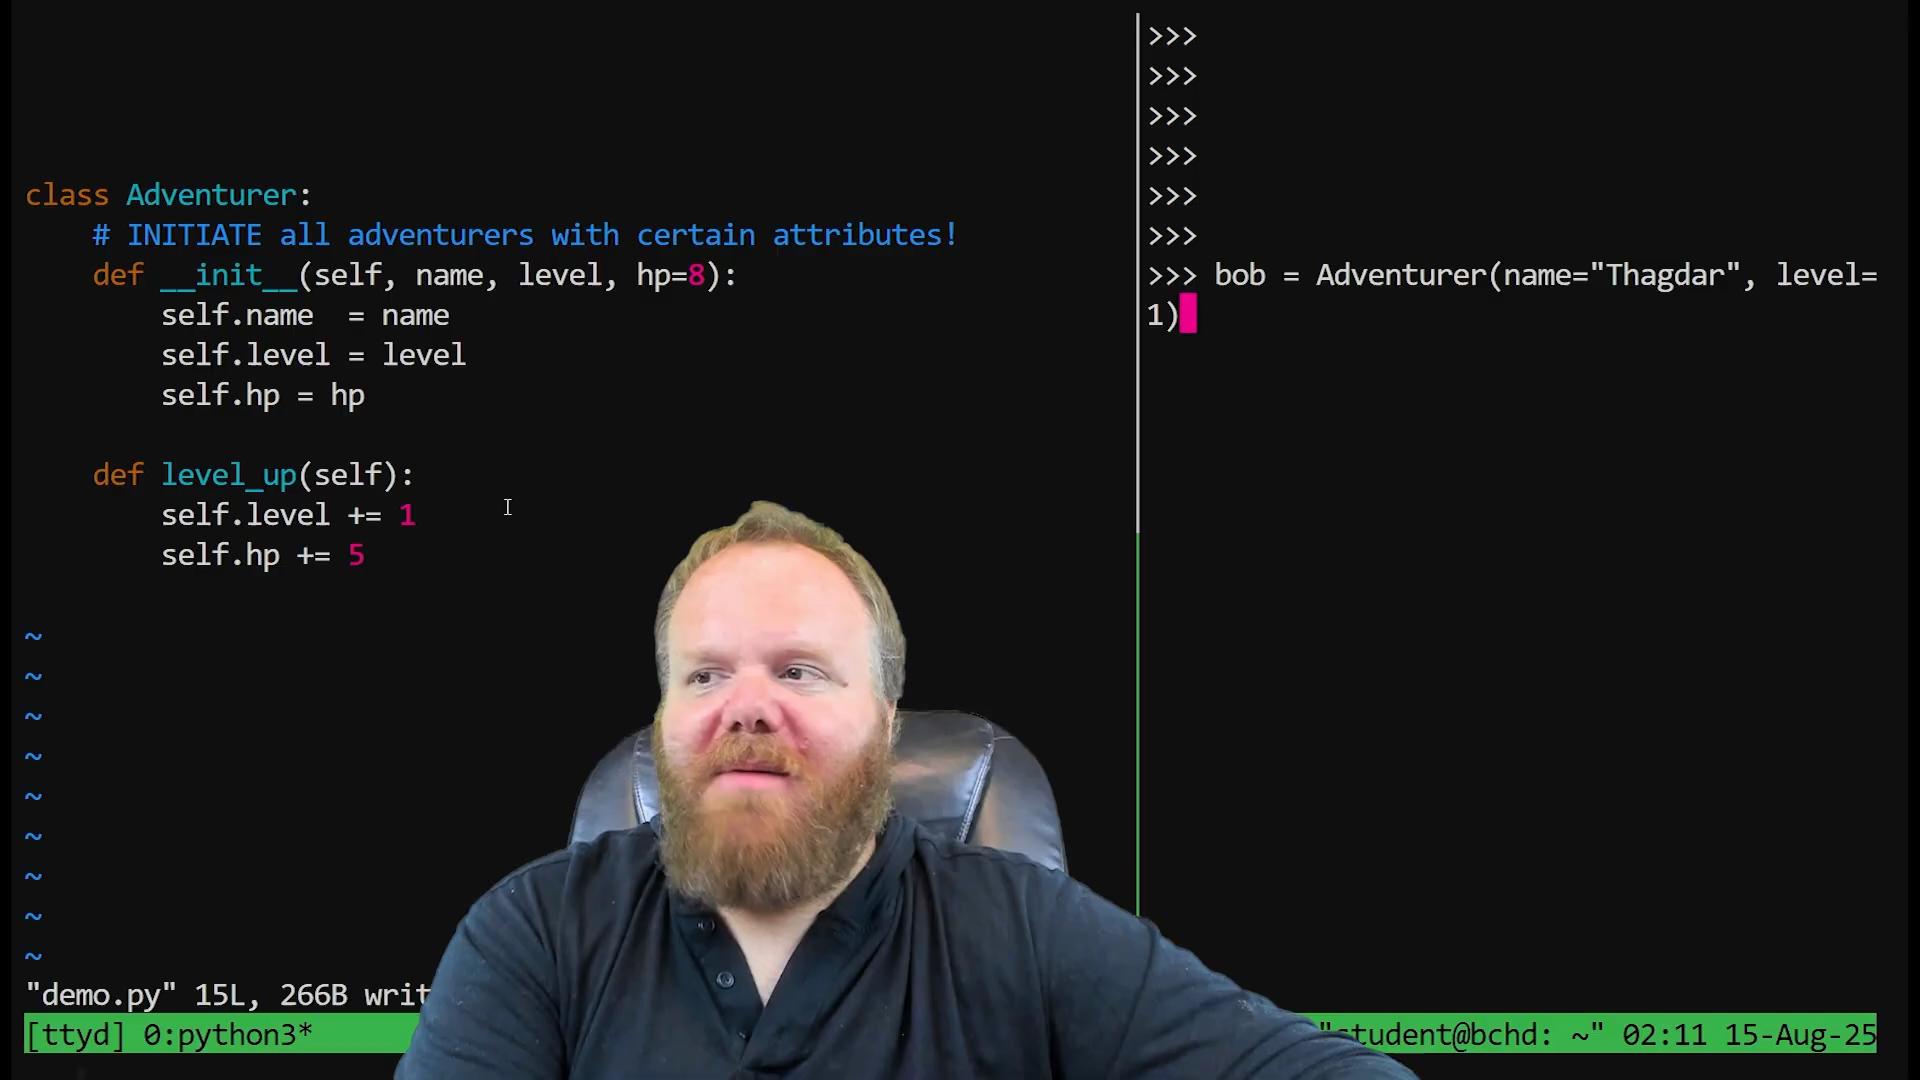 class Adventurer:
    # INITIATE all adventurers with certain attributes!
    def __init__(self, name, level, hp=8):
        self.name  = name
        self.level = level
        self.hp = hp
    def level_up(self):
        self.level += 1
        self.hp += 5
~
~
~
~
~
~
~
~
~
"demo.py" 15L, 266B writ
>>>
>>>
>>>
>>>
>>>
>>>
>>> bob = Adventurer(name="Thagdar", level=
1)
[ttyd] 0:python3*
"student@bchd: ~" 02:11 15-Aug-25